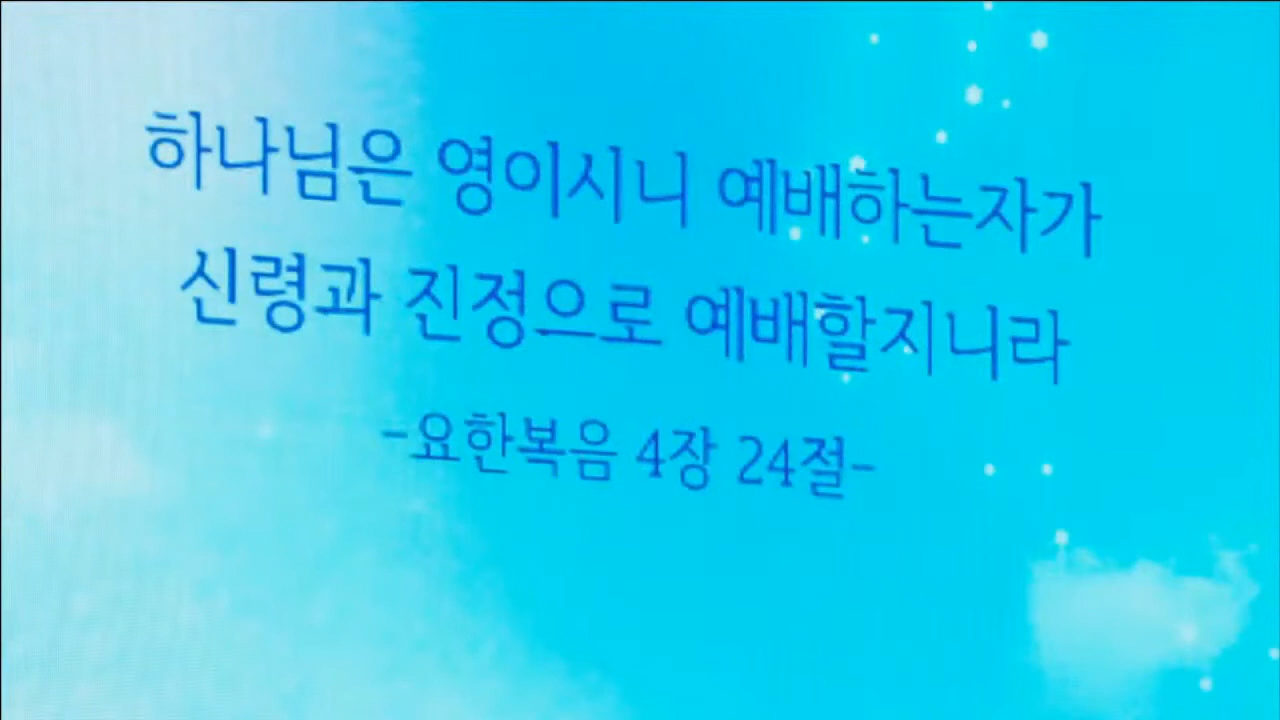 하나님은 영이시니 예배하는자가
신령과 진정으로 예배할지니라
-요한복음 4장 24절-